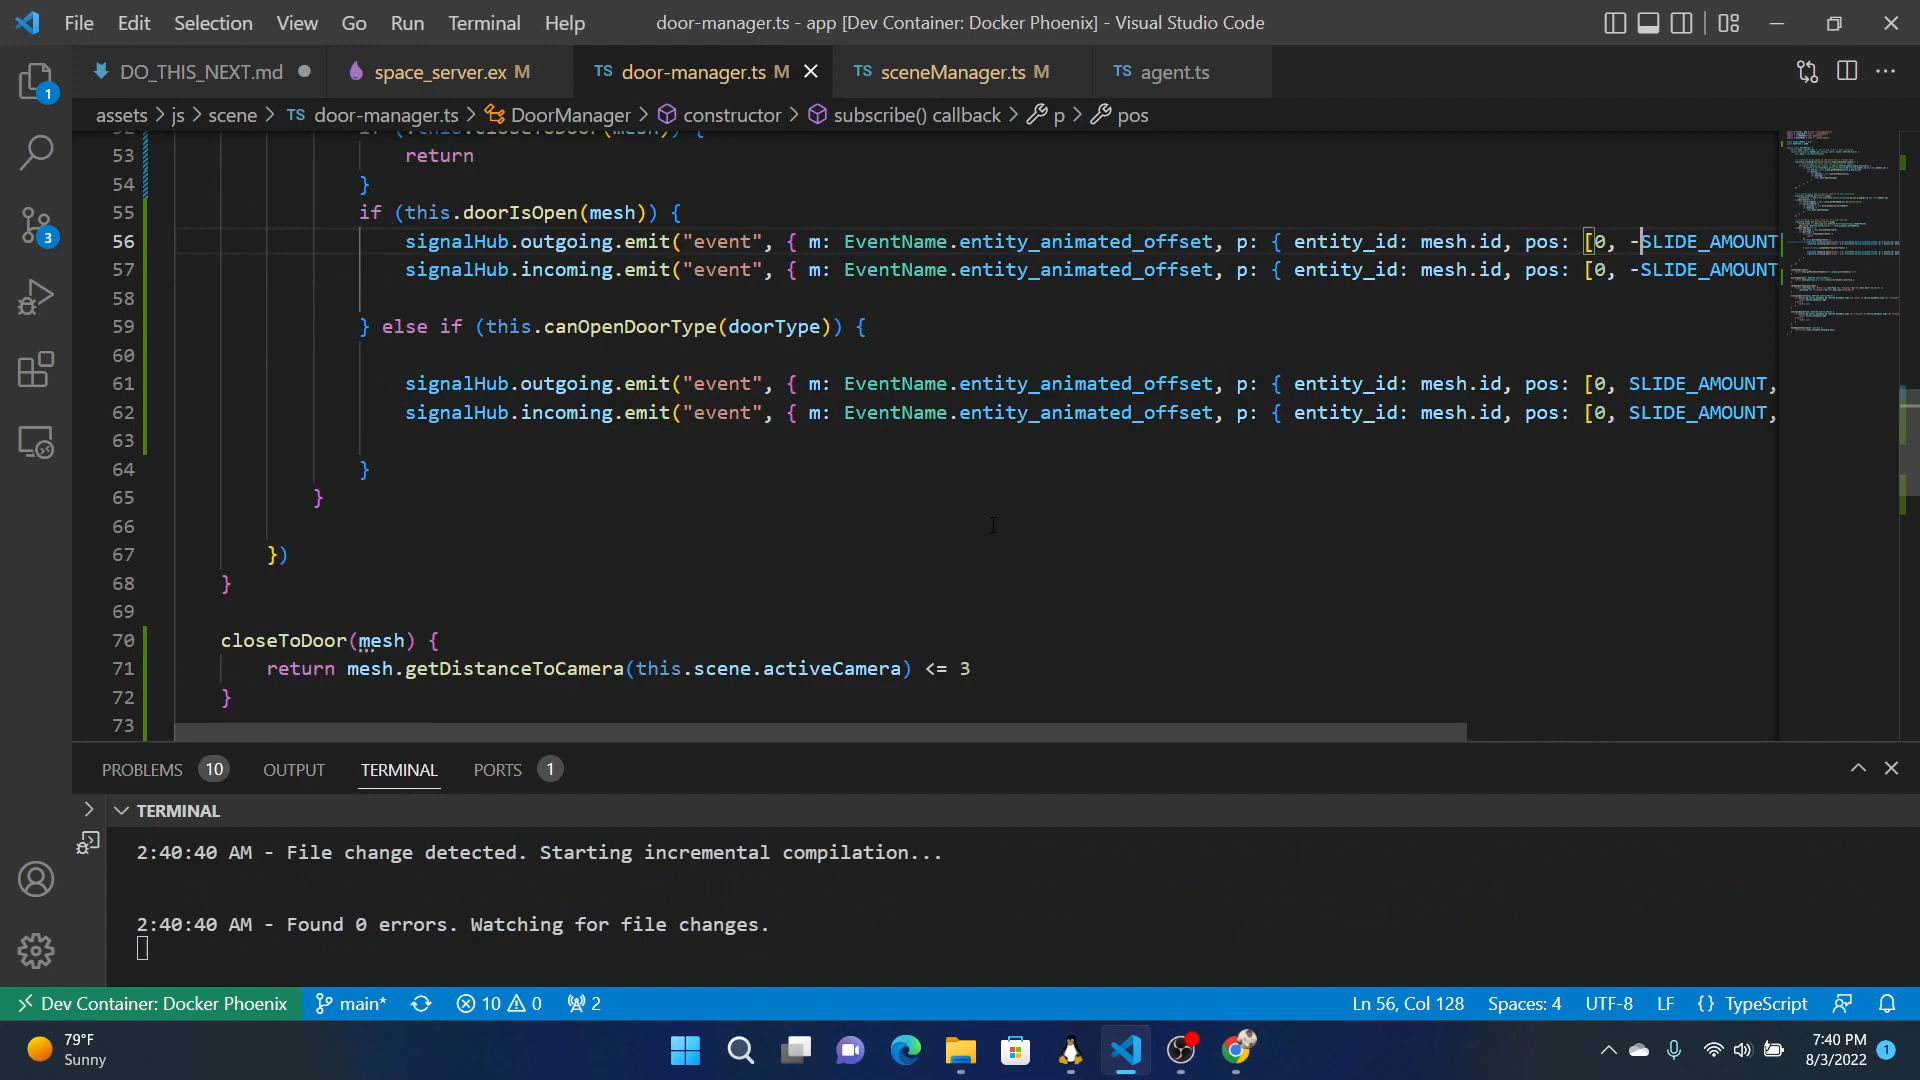 File Edit Selection View Go Run Terminal Help door-manager.ts - app [Dev Container: Docker Phoenix] - Visual Studio Code
DO_THIS_NEXT.md space_server.ex M TS door-manager.ts M TS sceneManager.ts M TS agent.ts
assets > js > scene > TS door-manager.ts > DoorManager > constructor > subscribe() callback > p > pos
53 return
54 }
55 if (this.doorIsOpen(mesh)) {
56 signalHub.outgoing.emit("event", { m: EventName.entity_animated_offset, p: { entity_id: mesh.id, pos: [0, -SLIDE_AMOUNT
57 signalHub.incoming.emit("event", { m: EventName.entity_animated_offset, p: { entity_id: mesh.id, pos: [0, -SLIDE_AMOUNT
58
59 } else if (this.canOpenDoorType(doorType)) {
60
61 signalHub.outgoing.emit("event", { m: EventName.entity_animated_offset, p: { entity_id: mesh.id, pos: [0, SLIDE_AMOUNT,
62 signalHub.incoming.emit("event", { m: EventName.entity_animated_offset, p: { entity_id: mesh.id, pos: [0, SLIDE_AMOUNT,
63
64 }
65 }
66
67 })
68 }
69
70 closeToDoor(mesh) {
71 return mesh.getDistanceToCamera(this.scene.activeCamera) <= 3
72 }
73
PROBLEMS 10 OUTPUT TERMINAL PORTS 1
TERMINAL
2:40:40 AM - File change detected. Starting incremental compilation...
2:40:40 AM - Found 0 errors. Watching for file changes.
Dev Container: Docker Phoenix main* 10 0 2 Ln 56, Col 128 Spaces: 4 UTF-8 LF {} TypeScript
79°F
Sunny
7:40 PM
8/3/2022
1
1
3